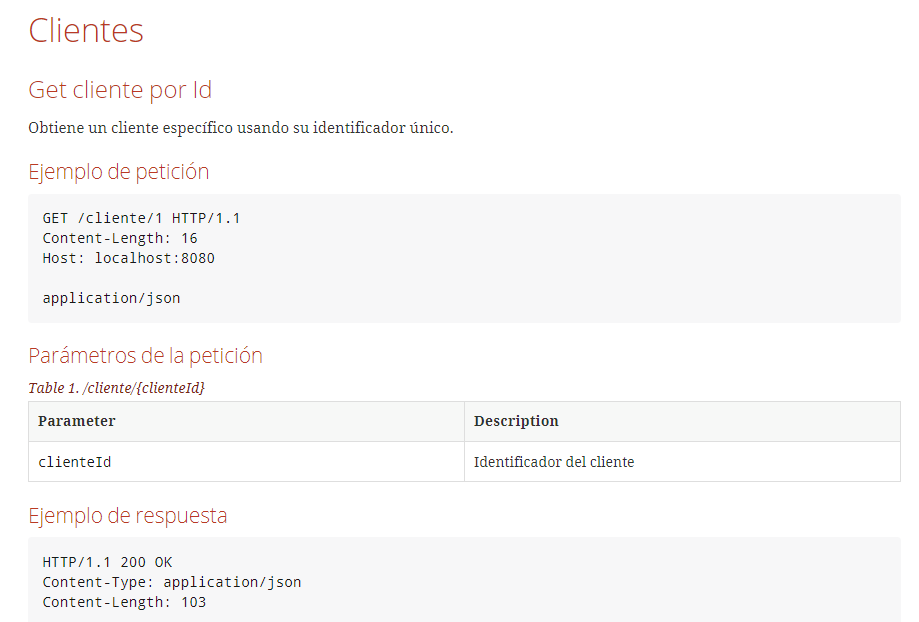 Clientes
Get cliente por Id
Obtiene un cliente específico usando su identificador único.
Ejemplo de petición
GET /cliente/1 HTTP/1.1
Content-Length: 16
Host: localhost:8080
application/json
Parámetros de la petición
Table 1. /cliente/{clienteId}
Parameter Description
clienteId Identificador del cliente
Ejemplo de respuesta
HTTP/1.1 200 OK
Content-Type: application/json
Content-Length: 103